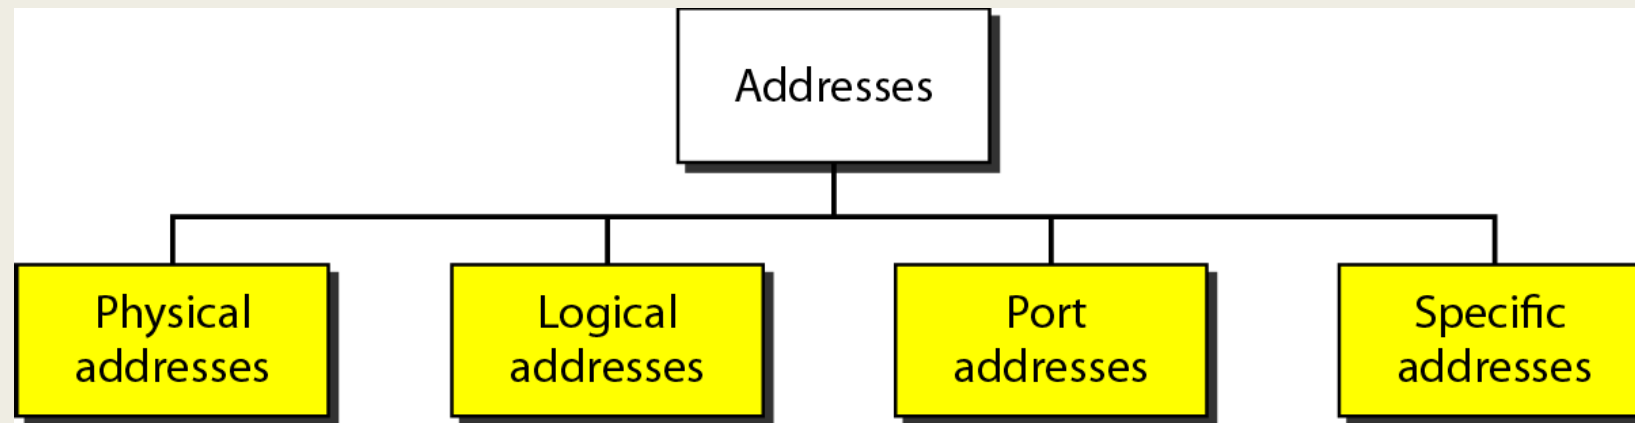 Addresses
Physical
addresses
Logical
addresses
Port
addresses
Specific
addresses